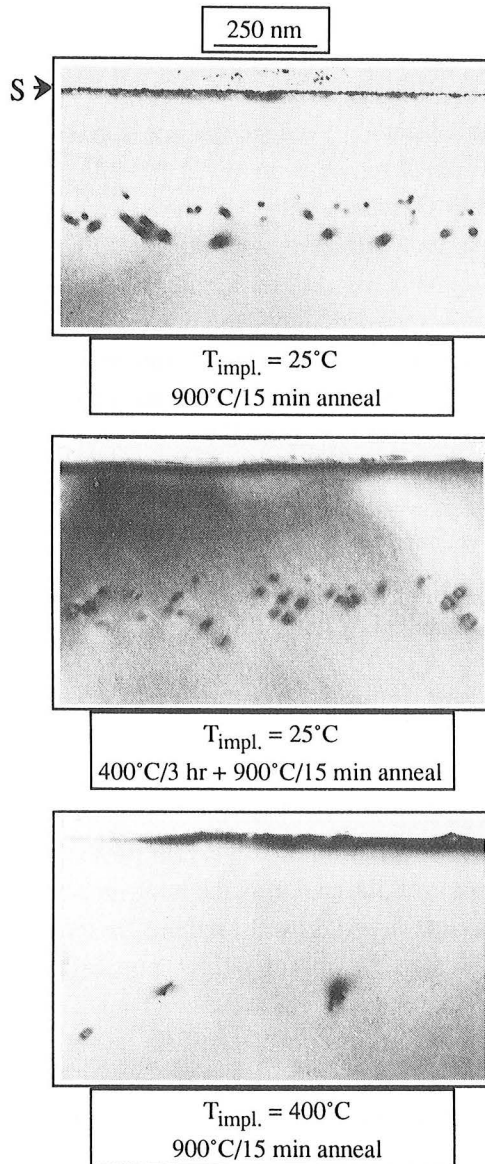 250 nm
S
T_impl. = 25°C
900°C/15 min anneal
T_impl. = 25°C
400°C/3 hr + 900°C/15 min anneal
T_impl. = 400°C
900°C/15 min anneal